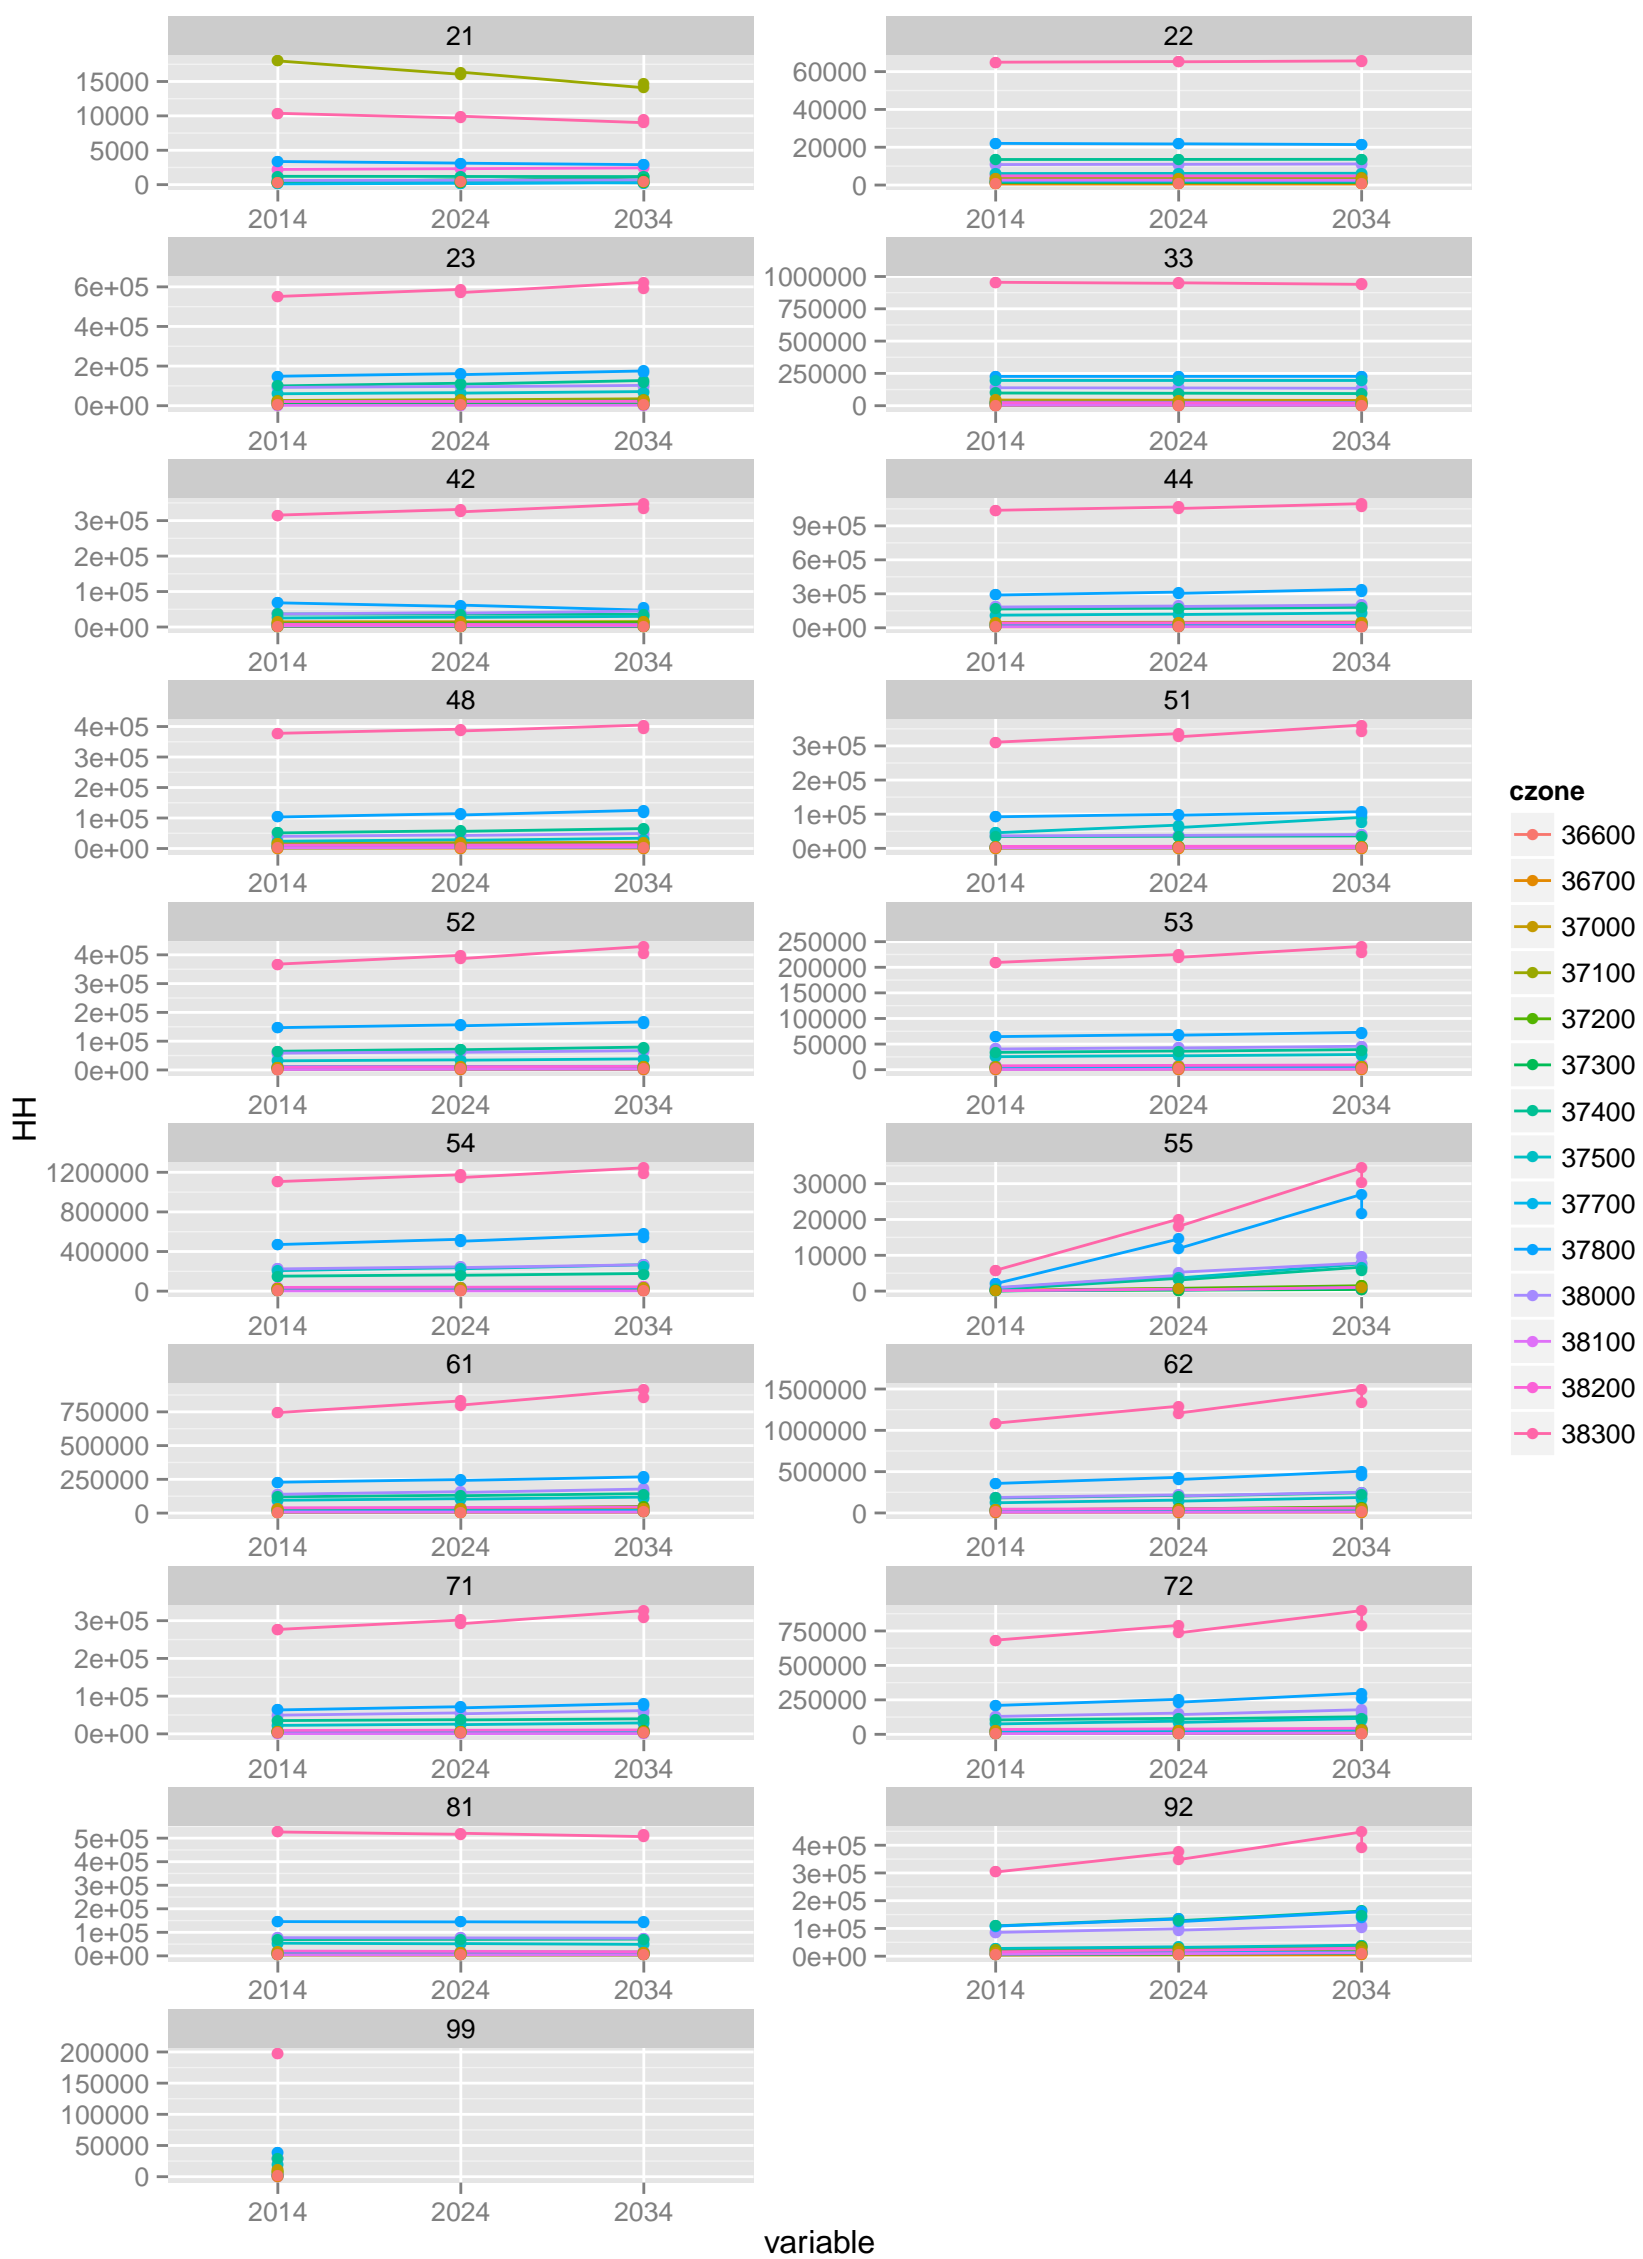 21
15000
10000
5000
0
2014 2024 2034
22
60000
40000
20000
0
2014 2024 2034
23
6e+05
4e+05
2e+05
0e+00
2014 2024 2034
33
1000000
750000
500000
250000
0
2014 2024 2034
42
3e+05
2e+05
1e+05
0e+00
2014 2024 2034
44
9e+05
6e+05
3e+05
0e+00
2014 2024 2034
48
4e+05
3e+05
2e+05
1e+05
0e+00
2014 2024 2034
51
3e+05
2e+05
1e+05
0e+00
2014 2024 2034
52
4e+05
3e+05
2e+05
1e+05
0e+00
2014 2024 2034
53
250000
200000
150000
100000
50000
0
2014 2024 2034
54
1200000
800000
400000
0
2014 2024 2034
55
30000
20000
10000
0
2014 2024 2034
61
750000
500000
250000
0
2014 2024 2034
62
1500000
1000000
500000
0
2014 2024 2034
71
3e+05
2e+05
1e+05
0e+00
2014 2024 2034
72
750000
500000
250000
0
2014 2024 2034
81
5e+05
4e+05
3e+05
2e+05
1e+05
0e+00
2014 2024 2034
92
4e+05
3e+05
2e+05
1e+05
0e+00
2014 2024 2034
99
200000
150000
100000
50000
0
2014 2024 2034
HH
variable
czone
36600
36700
37000
37100
37200
37300
37400
37500
37700
37800
38000
38100
38200
38300